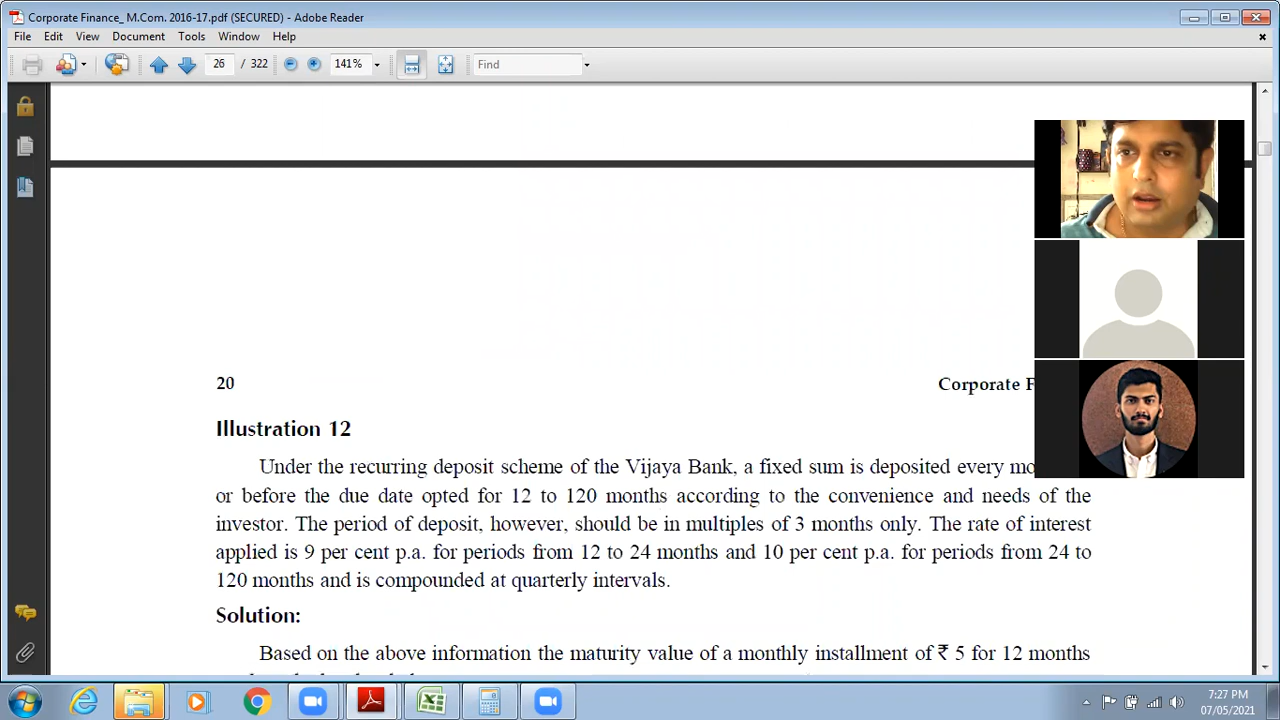 Corporate Finance_ M.Com. 2016-17.pdf (SECURED) - Adobe Reader
File Edit View Document Tools Window Help
26 / 322 141% Find
20 Corporate
Illustration 12
Under the recurring deposit scheme of the Vijaya Bank, a fixed sum is deposited every
or before the due date opted for 12 to 120 months according to the convenience and needs of the
investor. The period of deposit, however, should be in multiples of 3 months only. The rate of interest
applied is 9 per cent p.a. for periods from 12 to 24 months and 10 per cent p.a. for periods from 24 to
120 months and is compounded at quarterly intervals.
Solution:
Based on the above information the maturity value of a monthly installment of ₹ 5 for 12 months
7:27 PM
07/05/2021